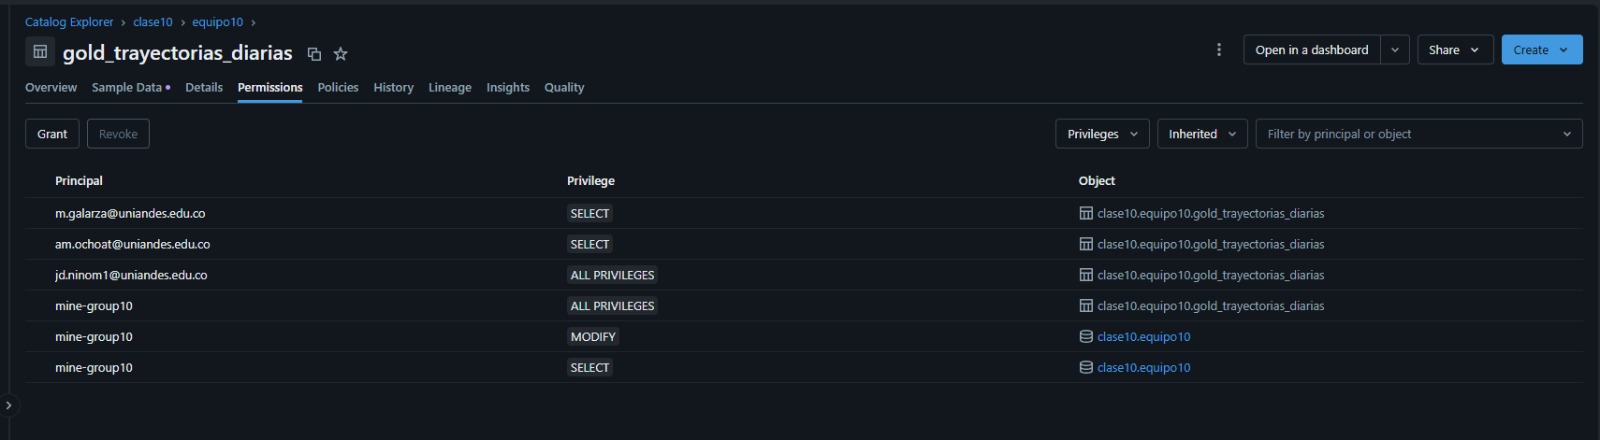 Catalog Explorer > clase10 > equipo10 >
gold_trayectorias_diarias
Open in a dashboard Share Create
Overview Sample Data Details Permissions Policies History Lineage Insights Quality
Grant Revoke Privileges Inherited Filter by principal or object
Principal Privilege Object
m.galarza@uniandes.edu.co SELECT clase10.equipo10.gold_trayectorias_diarias
am.ochoat@uniandes.edu.co SELECT clase10.equipo10.gold_trayectorias_diarias
jd.ninom1@uniandes.edu.co ALL PRIVILEGES clase10.equipo10.gold_trayectorias_diarias
mine-group10 ALL PRIVILEGES clase10.equipo10.gold_trayectorias_diarias
mine-group10 MODIFY clase10.equipo10
mine-group10 SELECT clase10.equipo10